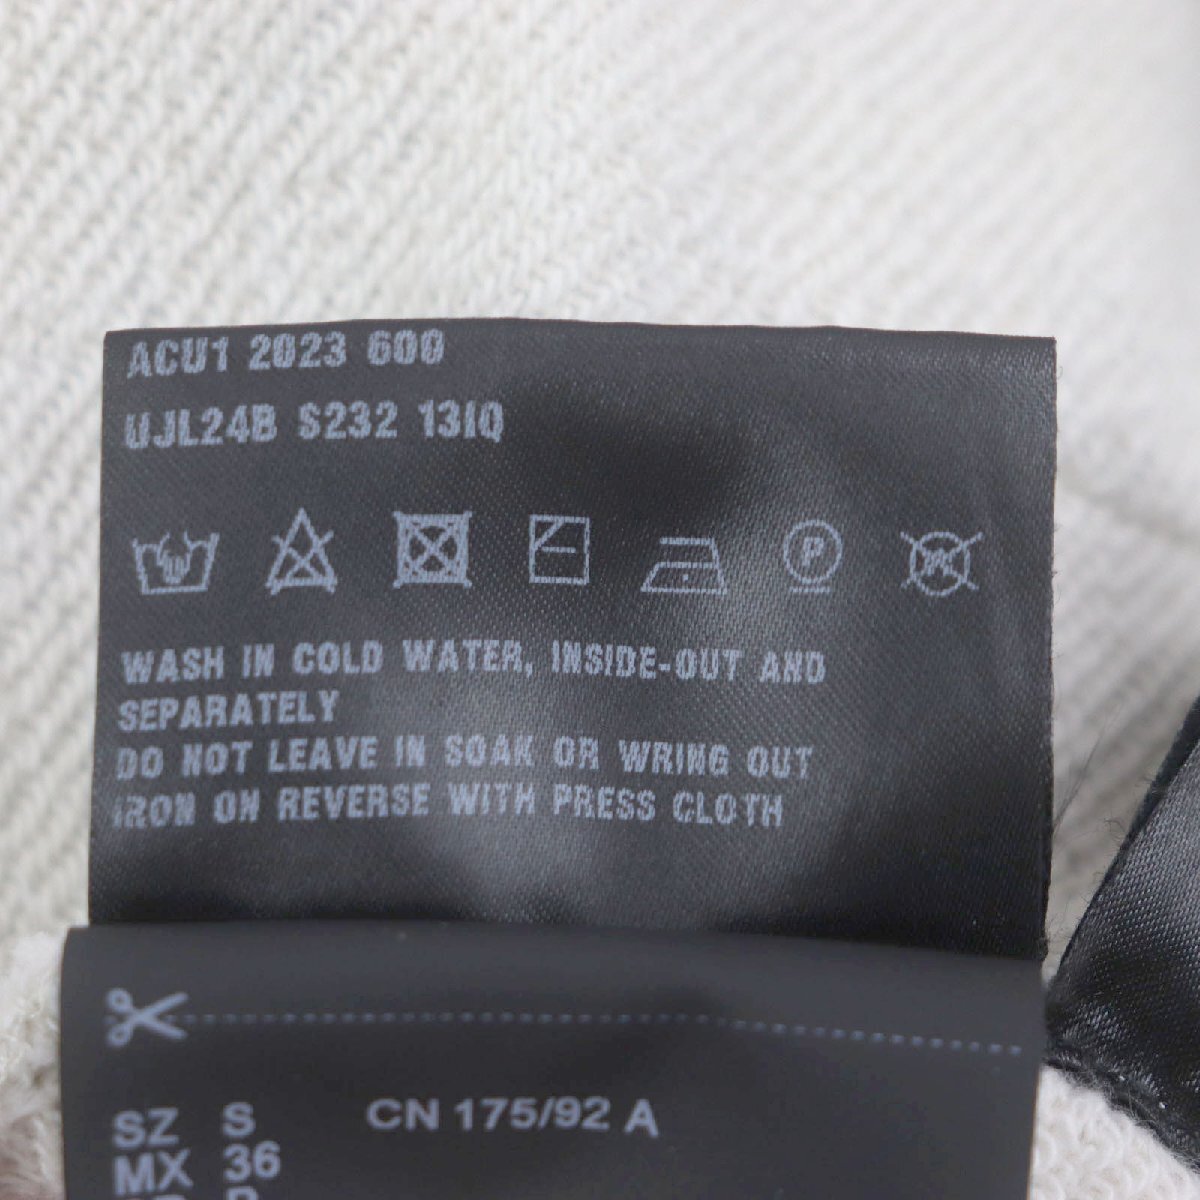 ACU1 2023 600
UJL24B S232 13IQ
P
WASH IN COLD WATER, INSIDE-OUT AND
SEPARATELY
DO NOT LEAVE IN SOAK OR WRING OUT
IRON ON REVERSE WITH PRESS CLOTH
SZ S CN 175/92 A
MX 36